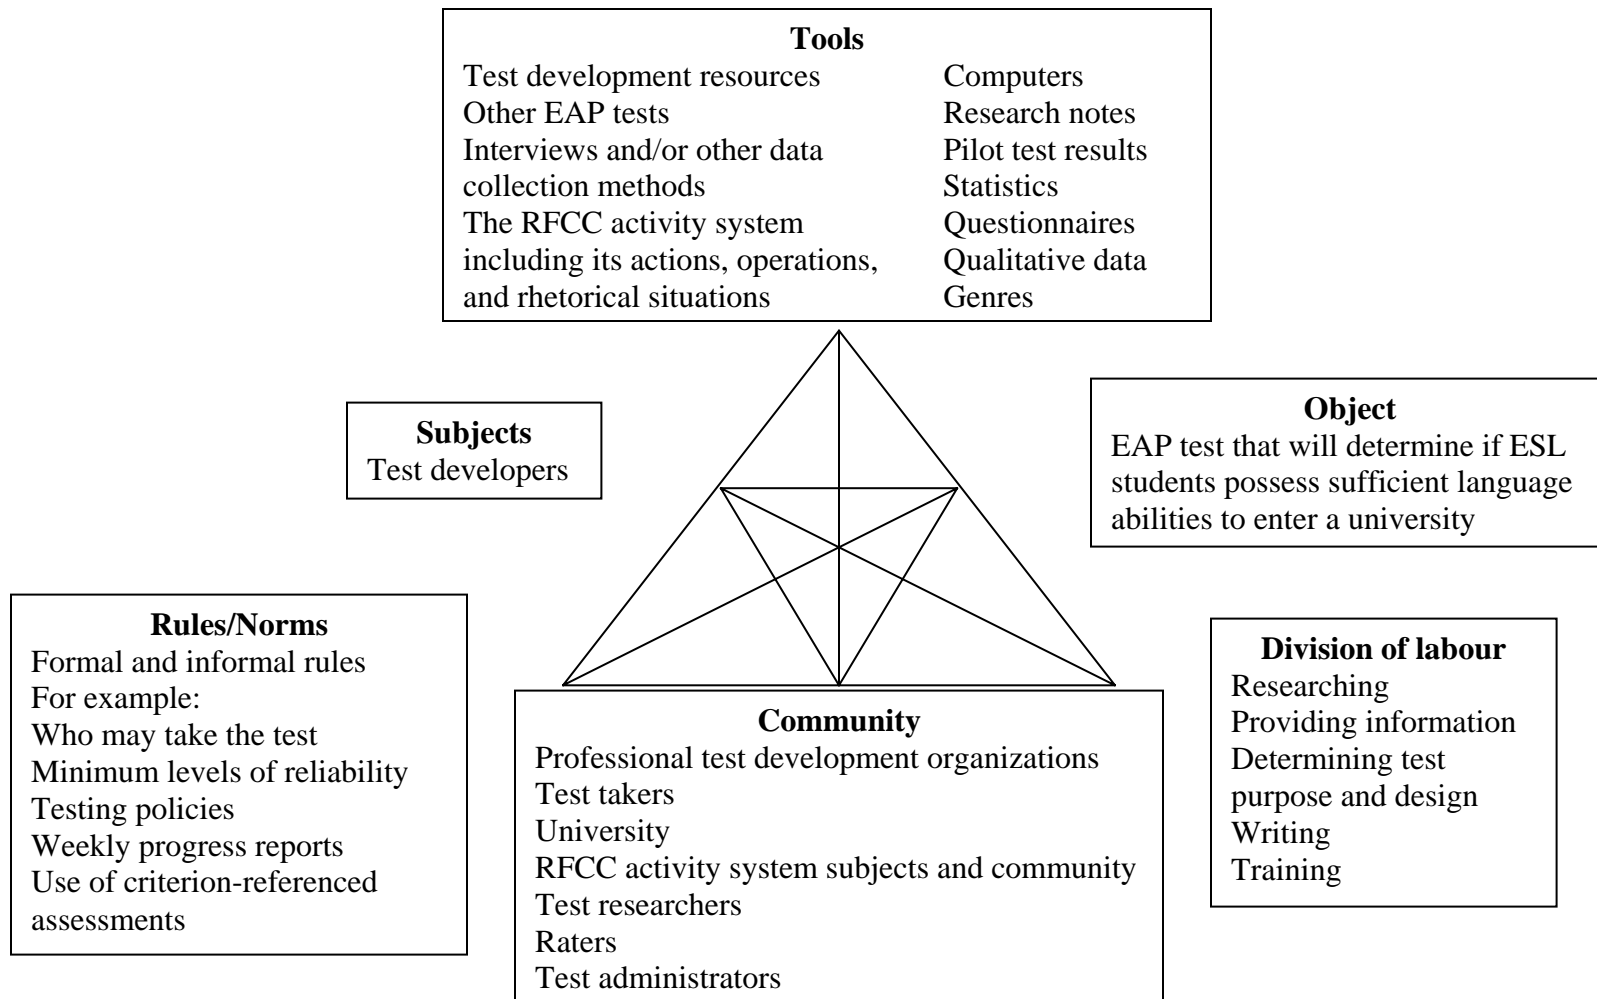 Tools
Test development resources
Other EAP tests
Interviews and/or other data
collection methods
The RFCC activity system
including its actions, operations,
and rhetorical situations
Computers
Research notes
Pilot test results
Statistics
Questionnaires
Qualitative data
Genres
Subjects
Test developers
Object
EAP test that will determine if ESL
students possess sufficient language
abilities to enter a university
Rules/Norms
Formal and informal rules
For example:
Who may take the test
Minimum levels of reliability
Testing policies
Weekly progress reports
Use of criterion-referenced
assessments
Community
Professional test development organizations
Test takers
University
RFCC activity system subjects and community
Test researchers
Raters
Test administrators
Division of labour
Researching
Providing information
Determining test
purpose and design
Writing
Training